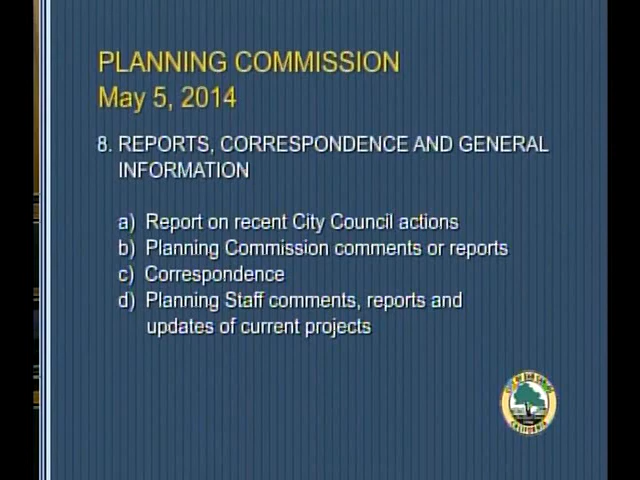 PLANNING COMMISSION
May 5, 2014
8. REPORTS, CORRESPONDENCE AND GENERAL
INFORMATION
a) Report on recent City Council actions
b) Planning Commission comments or reports
c) Correspondence
d) Planning Staff comments, reports and
updates of current projects
CALIFORNIA